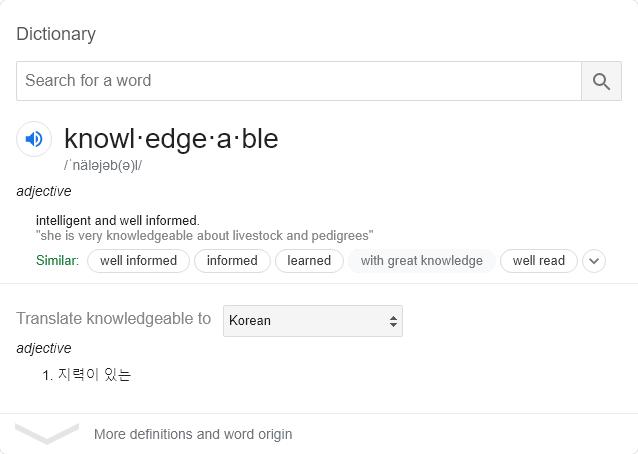 Dictionary
Search for a word
knowl·edge·a·ble
/ˈnäləjəb(ə)l/
adjective
intelligent and well informed.
"she is very knowledgeable about livestock and pedigrees"
Similar: well informed informed learned with great knowledge well read
Translate knowledgeable to Korean
adjective
1. 지력이 있는
More definitions and word origin